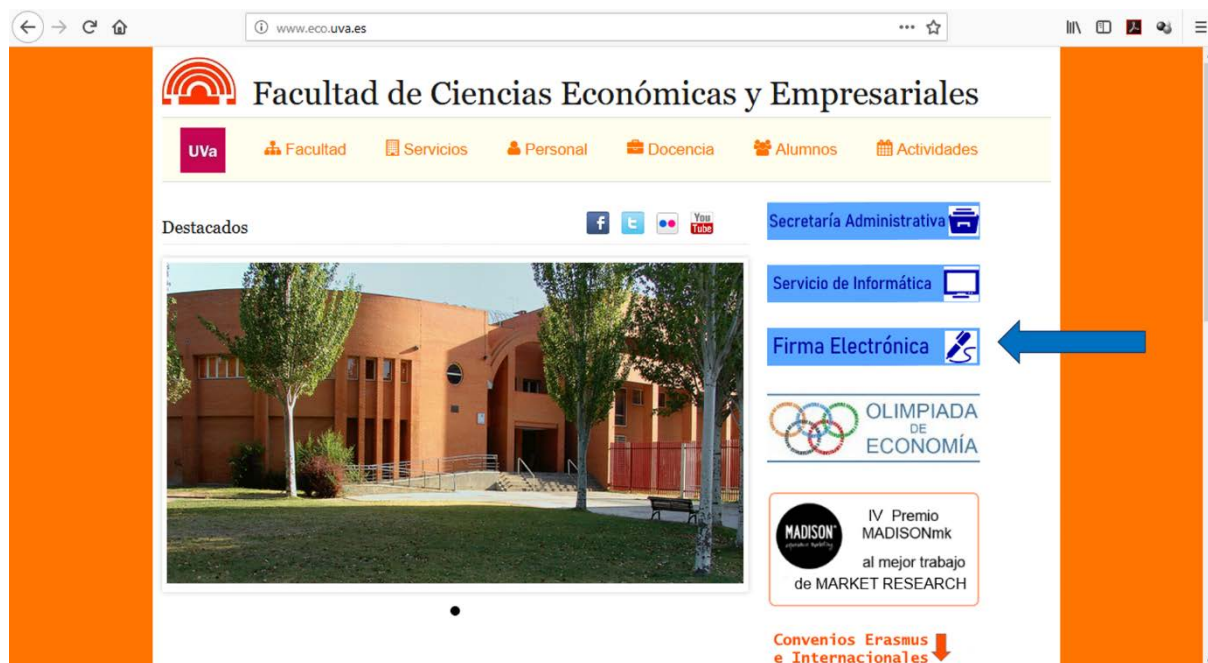 www.eco.uva.es
Facultad de Ciencias Económicas y Empresariales
UVa
Facultad
Servicios
Personal
Docencia
Alumnos
Actividades
Destacados
f
t
You
Tube
Secretaría Administrativa
Servicio de Informática
Firma Electrónica
OLIMPIADA
DE
ECONOMÍA
MADISON
IV Premio
MADISONmk
al mejor trabajo
de MARKET RESEARCH
Convenios Erasmus
e Internacionales